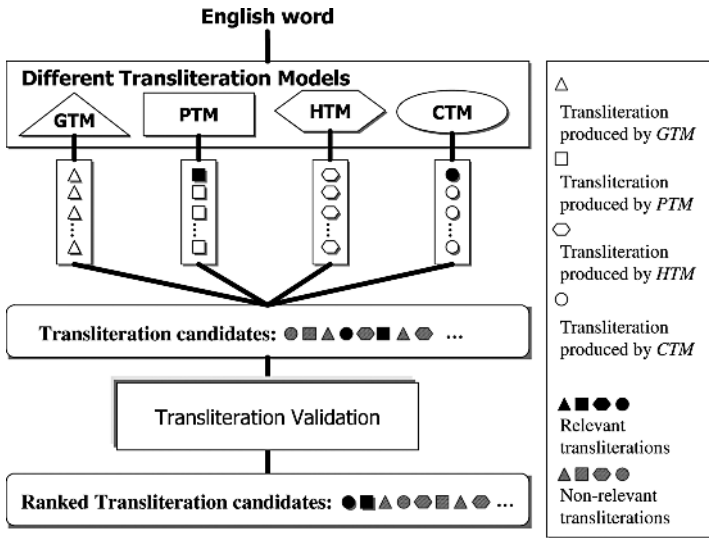 English word
Different Transliteration Models
GTM
PTM
HTM
CTM
Transliteration candidates: ...
Transliteration Validation
Ranked Transliteration candidates: ...
Transliteration
produced by GTM
Transliteration
produced by PTM
Transliteration
produced by HTM
Transliteration
produced by CTM
Relevant
transliterations
Non-relevant
transliterations